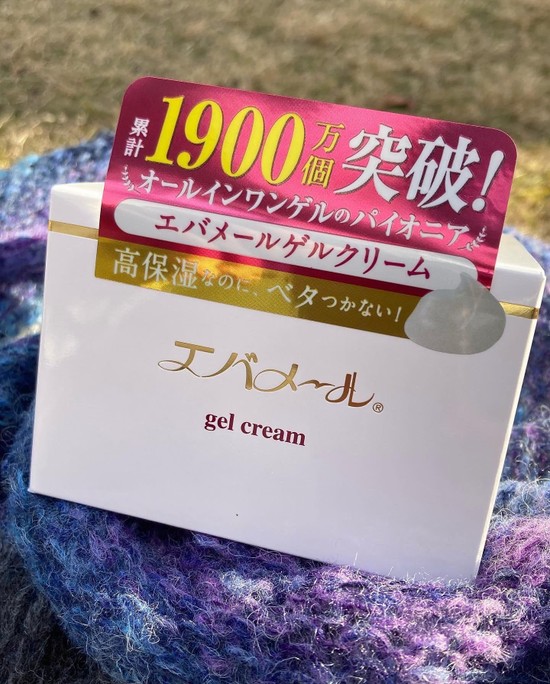 累計1900万個突破!
オールインワンゲルのパイオニア
エバメールゲルクリーム
高保湿なのに、ベタつかない!
エバメール®
gel cream